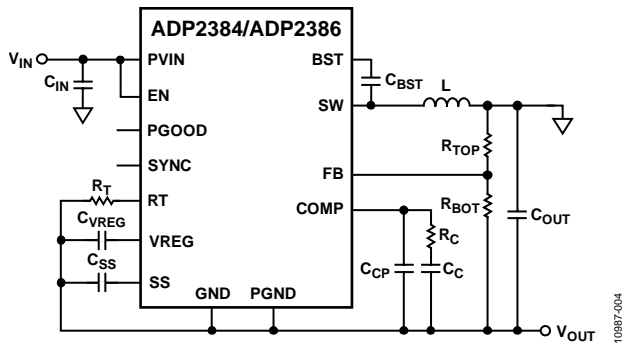 ADP2384/ADP2386
V_IN
PVIN
BST
C_IN
C_BST
L
EN
SW
PGOOD
R_TOP
SYNC
FB
R_T
RT
COMP
R_BOT
C_OUT
C_VREG
VREG
R_C
C_SS
SS
C_CP
C_C
GND
PGND
V_OUT
10987-004